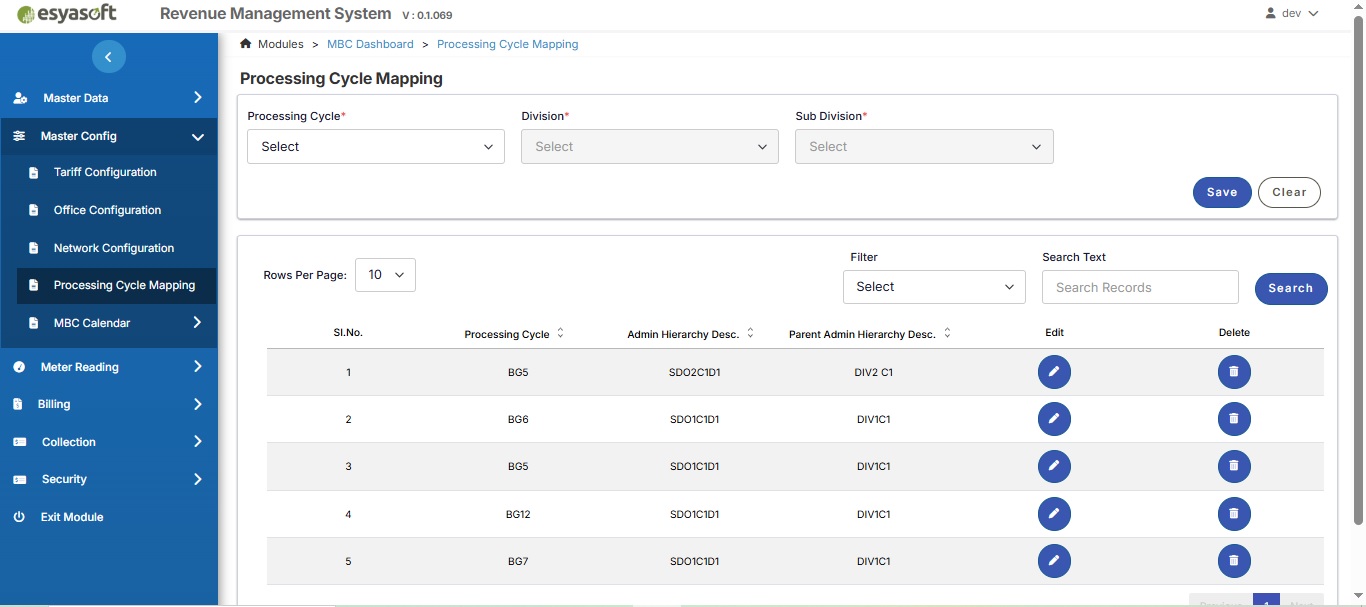 esyasoft
Revenue Management System V : 0.1.069
dev
Modules > MBC Dashboard > Processing Cycle Mapping
Master Data
Master Config
Tariff Configuration
Office Configuration
Network Configuration
Processing Cycle Mapping
MBC Calendar
Meter Reading
Billing
Collection
Security
Exit Module
Processing Cycle Mapping
Processing Cycle* Division* Sub Division*
Select Select Select
Save Clear
Filter Search Text
Rows Per Page: 10 Select Search Records Search
Sl.No. Processing Cycle Admin Hierarchy Desc. Parent Admin Hierarchy Desc. Edit Delete
1 BG5 SDO2C1D1 DIV2 C1
2 BG6 SDO1C1D1 DIV1C1
3 BG5 SDO1C1D1 DIV1C1
4 BG12 SDO1C1D1 DIV1C1
5 BG7 SDO1C1D1 DIV1C1
Previous 1 Next